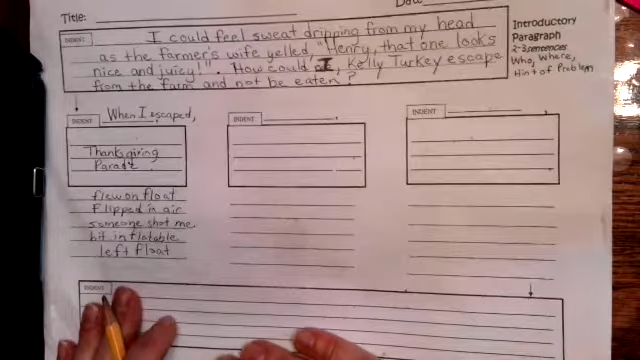 Title:
Date
INDENT
I could feel sweat dripping from my head
as the farmer's wife yelled, "Henry, that one looks
nice and juicy!". How could I, Kelly Turkey escape
from the farm and not be eaten?
Introductory
Paragraph
2-3 sentences
Who, Where,
Hint of Problem
INDENT
When I escaped,
Thanksgiving
Parade
flew on float
Flipped in air
someone shot me
hit inflatable
left float
INDENT
INDENT
INDENT